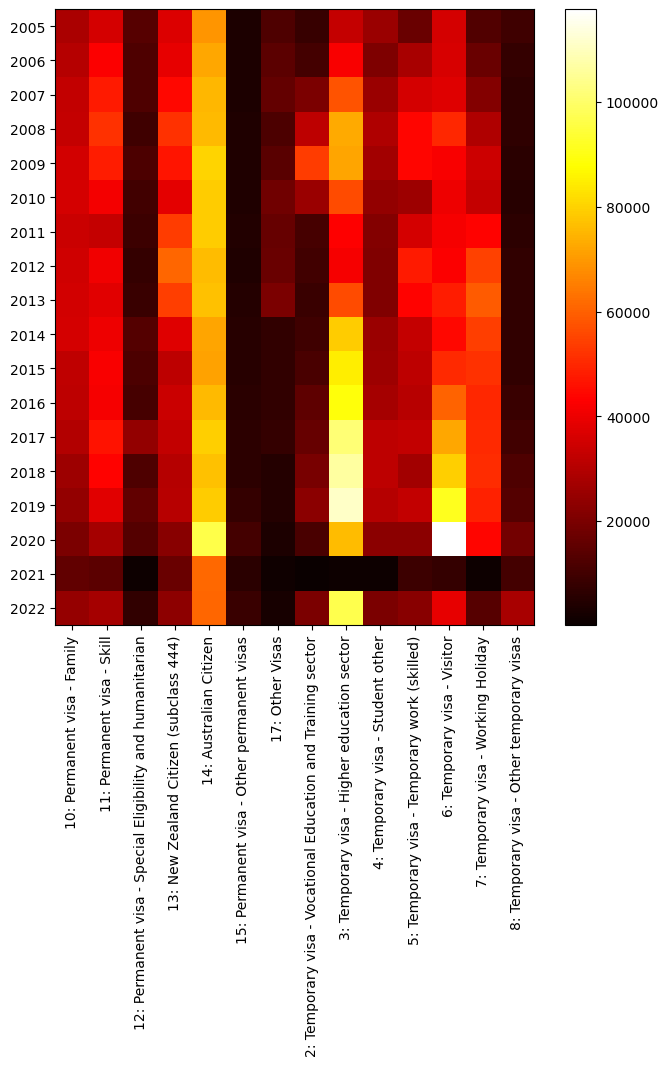 2005
2006
2007
2008
2009
2010
2011
2012
2013
2014
2015
2016
2017
2018
2019
2020
2021
2022
100000
80000
60000
40000
20000
10: Permanent visa - Family
11: Permanent visa - Skill
12: Permanent visa - Special Eligibility and humanitarian
13: New Zealand Citizen (subclass 444)
14: Australian Citizen
15: Permanent visa - Other permanent visas
17: Other Visas
2: Temporary visa - Vocational Education and Training sector
3: Temporary visa - Higher education sector
4: Temporary visa - Student other
5: Temporary visa - Temporary work (skilled)
6: Temporary visa - Visitor
7: Temporary visa - Working Holiday
8: Temporary visa - Other temporary visas